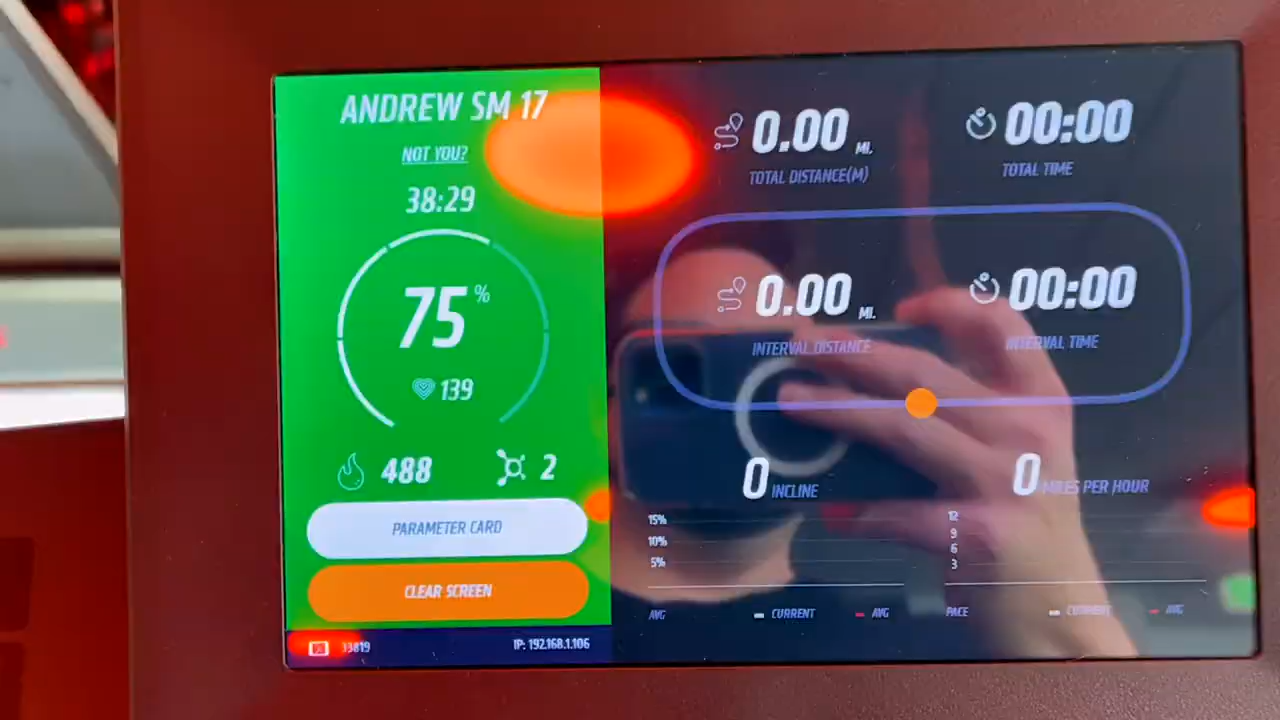 ANDREW SM 17
NOT YOU?
38:29
75%
139
488
2
PARAMETER CARD
CLEAR SCREEN
33819
IP: 192.168.1.106
0.00 MI.
TOTAL DISTANCE(M)
00:00
TOTAL TIME
0.00 MI.
INTERVAL DISTANCE
00:00
INTERVAL TIME
0 INCLINE
15%
10%
5%
AVG
CURRENT
AVG
0 MILES PER HOUR
12
9
6
3
PACE
CURRENT
AVG